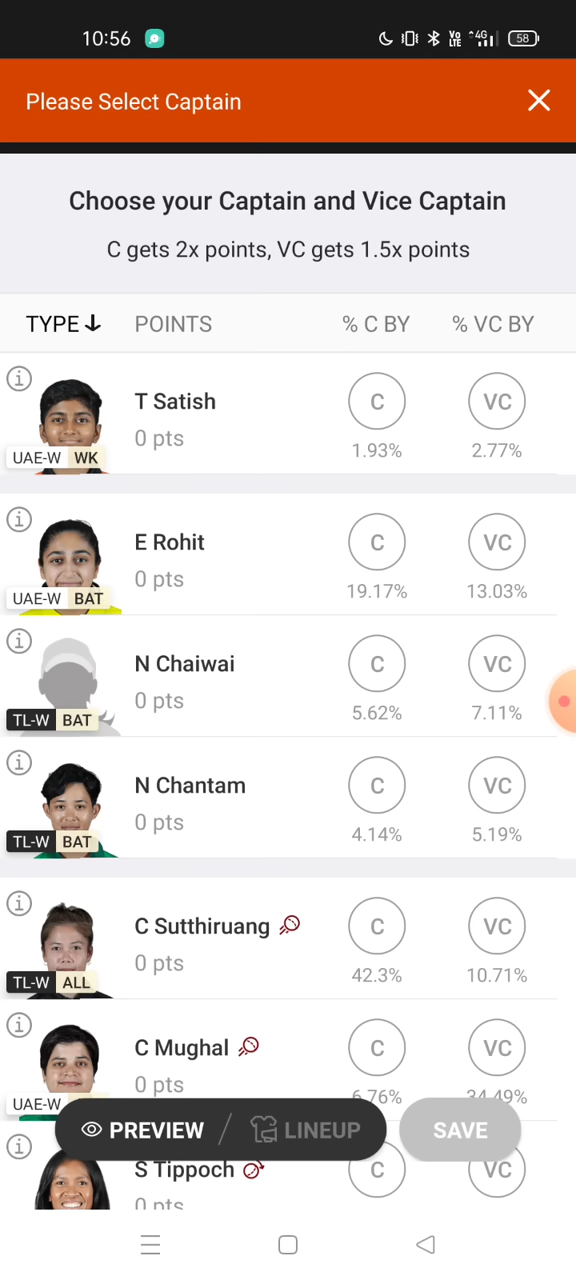 10:56
Vo LTE 4G 58
Please Select Captain
Choose your Captain and Vice Captain
C gets 2x points, VC gets 1.5x points
TYPE POINTS % C BY % VC BY
T Satish
0 pts
C
VC
1.93%
2.77%
UAE-W WK
E Rohit
0 pts
C
VC
19.17%
13.03%
UAE-W BAT
N Chaiwai
0 pts
C
VC
5.62%
7.11%
TL-W BAT
N Chantam
0 pts
C
VC
4.14%
5.19%
TL-W BAT
C Sutthiruang
0 pts
C
VC
42.3%
10.71%
TL-W ALL
C Mughal
0 pts
C
VC
6.76%
34.49%
UAE-W
PREVIEW / LINEUP
SAVE
S Tippoch
0 pts
C
VC